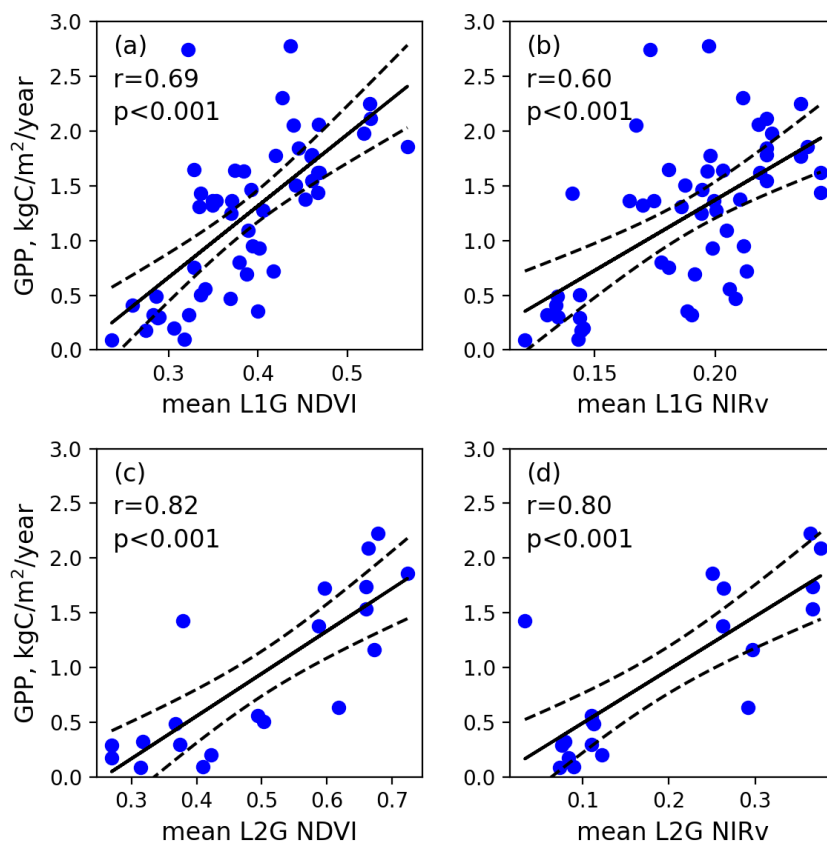 (a)
r=0.69
p<0.001
GPP, kgC/m²/year
3.0
2.5
2.0
1.5
1.0
0.5
0.0
0.3 0.4 0.5
mean L1G NDVI
(b)
r=0.60
p<0.001
3.0
2.5
2.0
1.5
1.0
0.5
0.0
0.15 0.20
mean L1G NIRv
(c)
r=0.82
p<0.001
GPP, kgC/m²/year
3.0
2.5
2.0
1.5
1.0
0.5
0.0
0.3 0.4 0.5 0.6 0.7
mean L2G NDVI
(d)
r=0.80
p<0.001
3.0
2.5
2.0
1.5
1.0
0.5
0.0
0.1 0.2 0.3
mean L2G NIRv